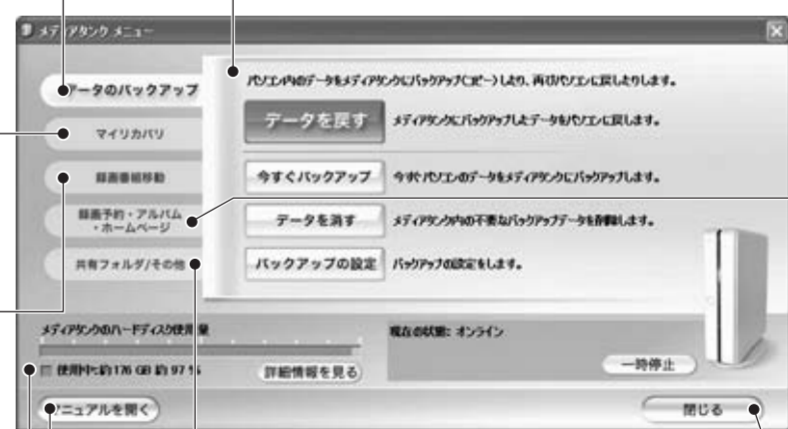 メディアタンク メニュー
データのバックアップ
パソコン内のデータをメディアタンクにバックアップ(コピー)したり、再びパソコンに戻したりします。
データを戻す
メディアタンクにバックアップしたデータをパソコンに戻します。
マイリカバリ
録画番組移動
今すぐバックアップ
今すぐパソコンのデータをメディアタンクにバックアップします。
録画予約・アルバム
・ホームページ
データを消す
メディアタンク内の不要なバックアップデータを削除します。
共有フォルダ/その他
バックアップの設定
バックアップの設定をします。
メディアタンクのハードディスク使用量
現在の状態: オンライン
使用中:約176 GB 約 97 %
詳細情報を見る
一時停止
マニュアルを開く
閉じる